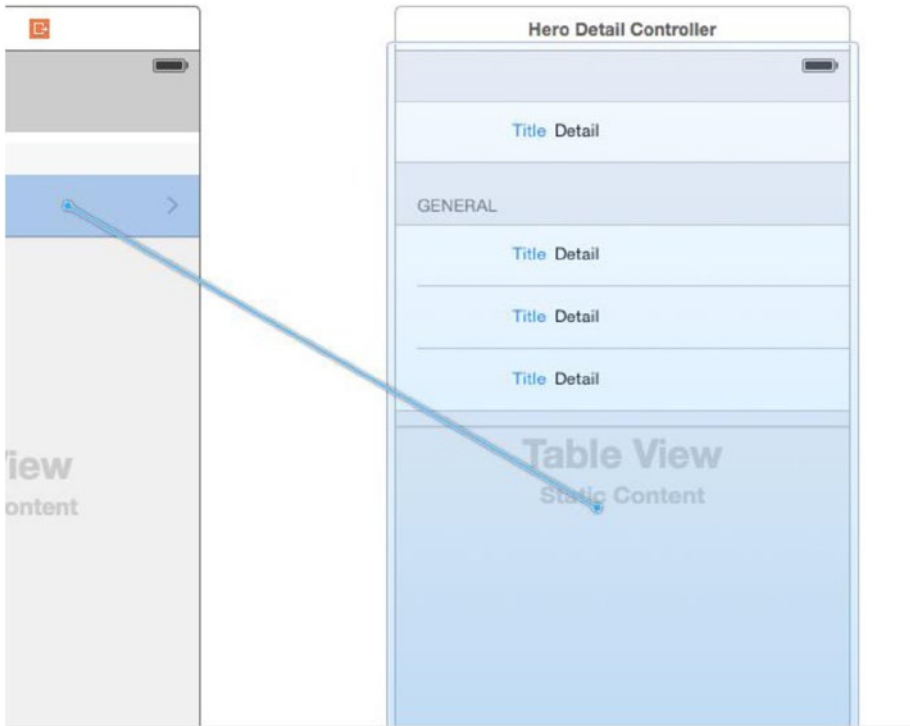 Hero Detail Controller
Title Detail
GENERAL
Title Detail
Title Detail
Title Detail
Table View
Static Content
iew
ontent